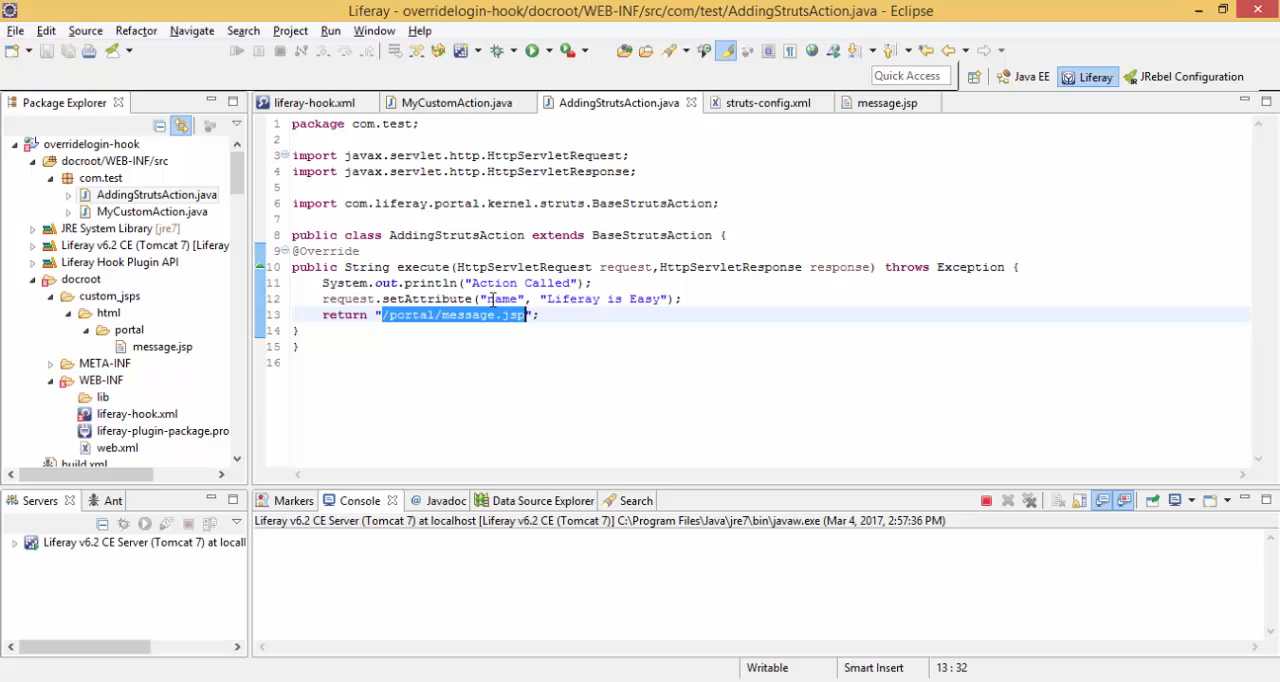 Liferay - overridelogin-hook/docroot/WEB-INF/src/com/test/AddingStrutsAction.java - Eclipse
File Edit Source Refactor Navigate Search Project Run Window Help
Quick Access Java EE Liferay JRebel Configuration
Package Explorer
liferay-hook.xml MyCustomAction.java AddingStrutsAction.java struts-config.xml message.jsp
overridelogin-hook
docroot/WEB-INF/src
com.test
AddingStrutsAction.java
MyCustomAction.java
JRE System Library [jre7]
Liferay v6.2 CE (Tomcat 7) [Liferay
Liferay Hook Plugin API
docroot
custom_jsps
html
portal
message.jsp
META-INF
WEB-INF
lib
liferay-hook.xml
liferay-plugin-package.pro
web.xml
build.xml
1 package com.test;
2
3 import javax.servlet.http.HttpServletRequest;
4 import javax.servlet.http.HttpServletResponse;
5
6 import com.liferay.portal.kernel.struts.BaseStrutsAction;
7
8 public class AddingStrutsAction extends BaseStrutsAction {
9 @Override
10 public String execute(HttpServletRequest request,HttpServletResponse response) throws Exception {
11 System.out.println("Action Called");
12 request.setAttribute("name", "Liferay is Easy");
13 return "/portal/message.jsp";
14 }
15 }
16
Servers Ant
Liferay v6.2 CE Server (Tomcat 7) at locall
Markers Console Javadoc Data Source Explorer Search
Liferay v6.2 CE Server (Tomcat 7) at localhost [Liferay v6.2 CE (Tomcat 7)] C:\Program Files\Java\jre7\bin\javaw.exe (Mar 4, 2017, 2:57:36 PM)
Writable Smart Insert 13 : 32